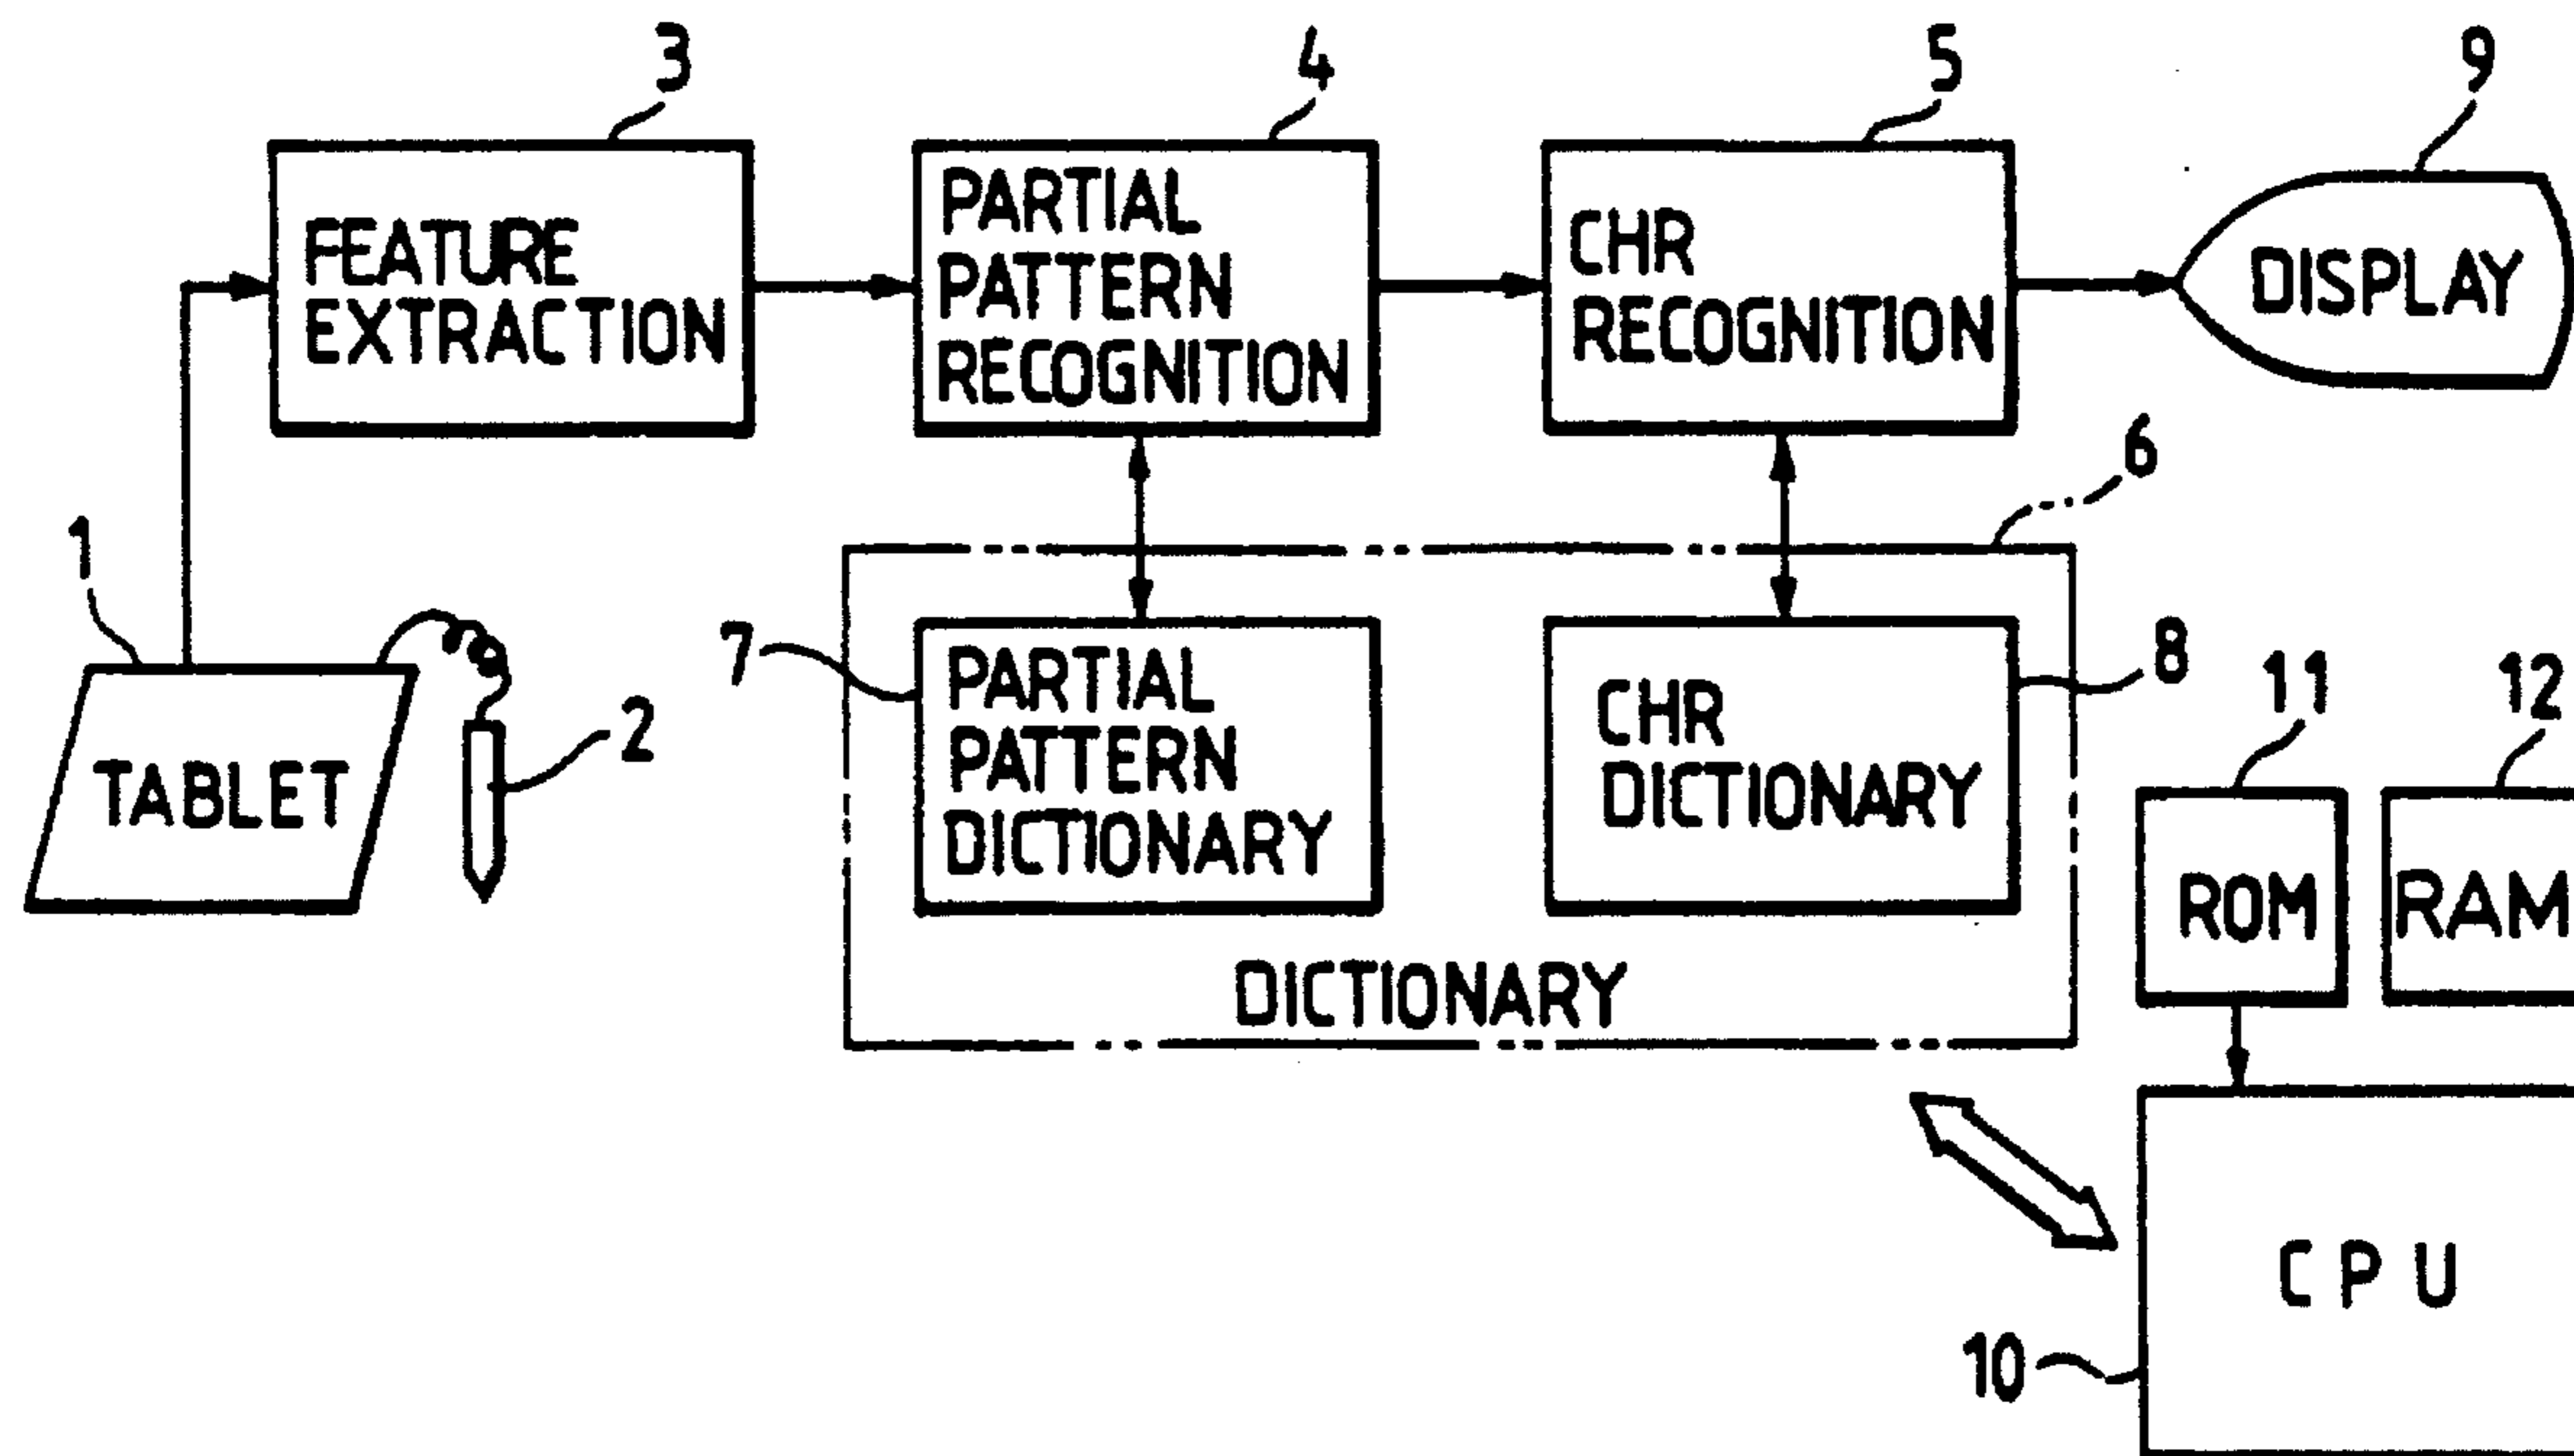 3
4
5
9
FEATURE
EXTRACTION
PARTIAL
PATTERN
RECOGNITION
CHR
RECOGNITION
DISPLAY
6
1
2
TABLET
7
PARTIAL
PATTERN
DICTIONARY
CHR
DICTIONARY
8
DICTIONARY
11
12
ROM
RAM
CPU
10